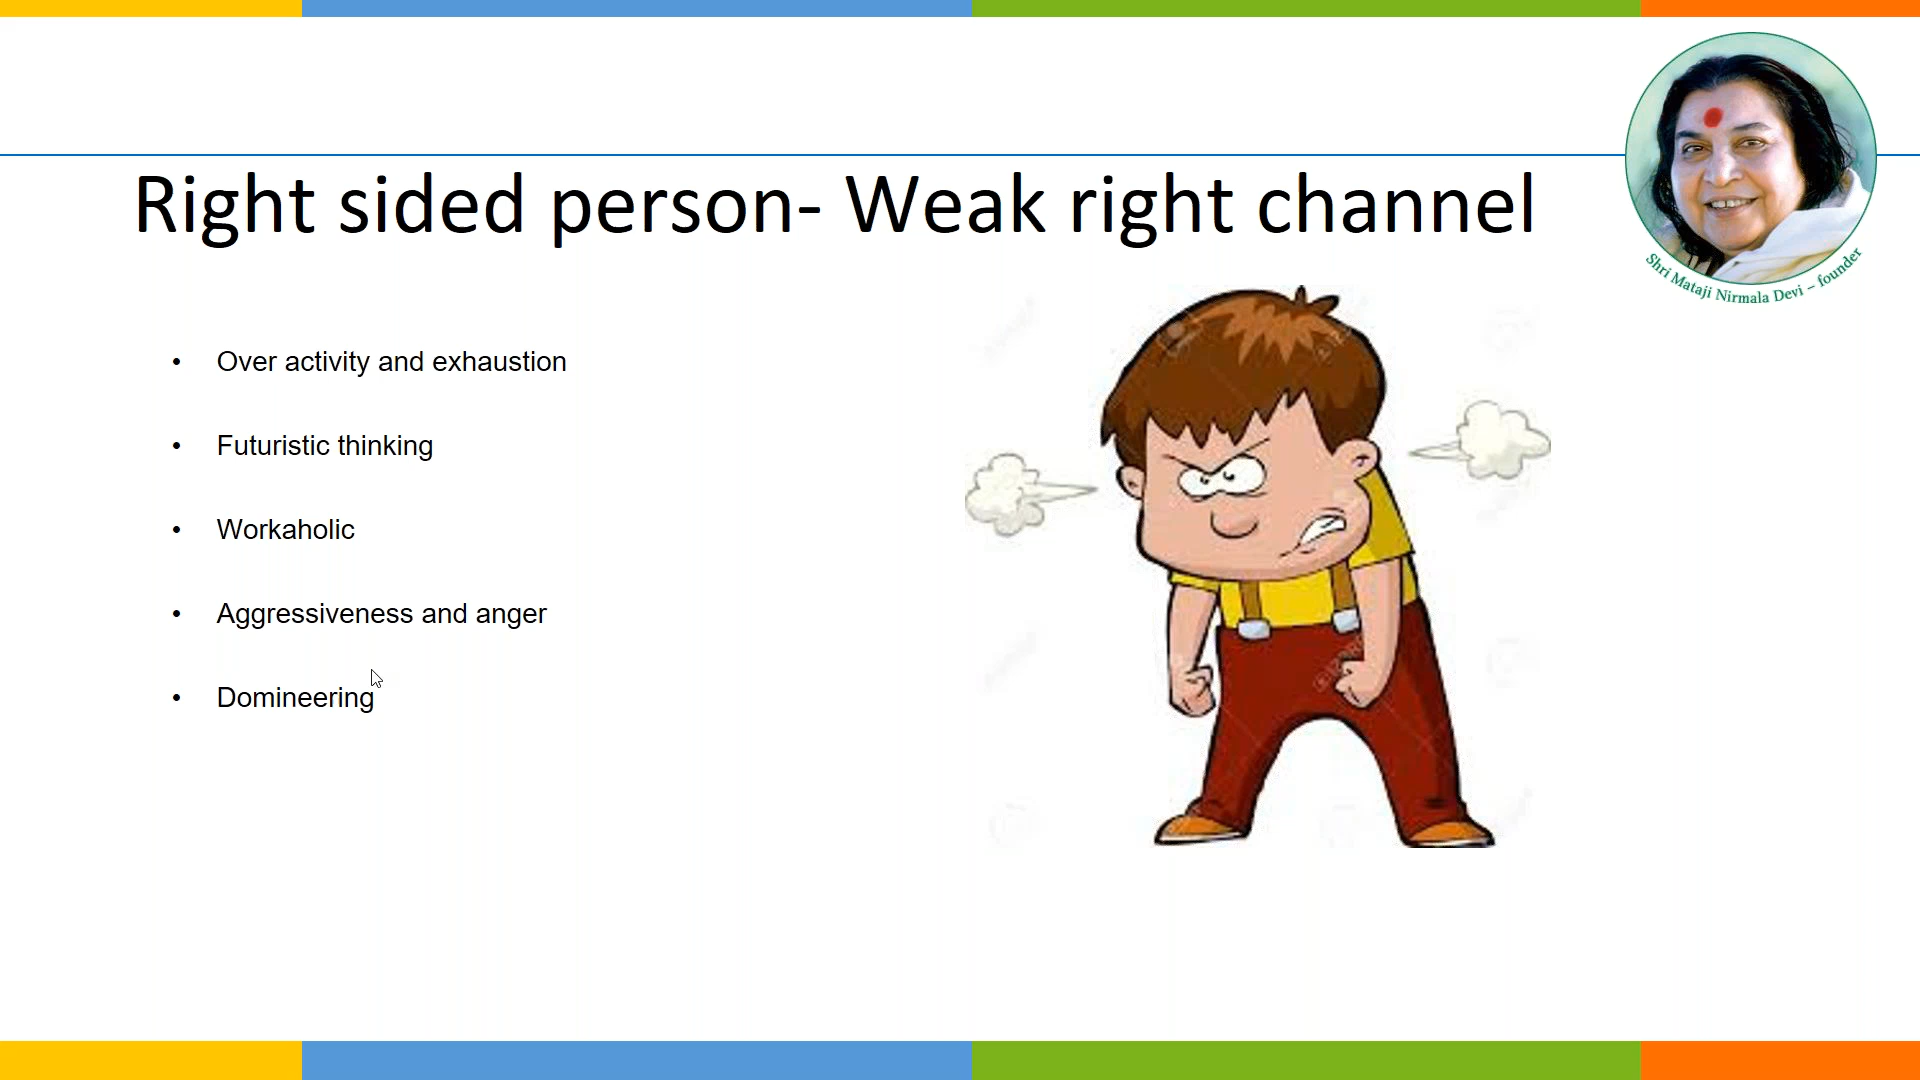 Right sided person- Weak right channel
Shri Mataji Nirmala Devi – founder
• Over activity and exhaustion
• Futuristic thinking
• Workaholic
• Aggressiveness and anger
• Domineering